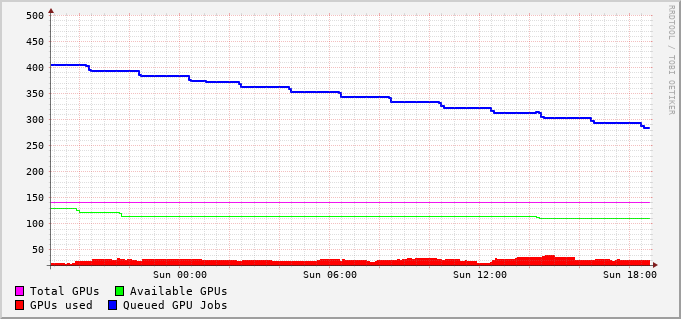 500
450
400
350
300
250
200
150
100
50
Sun 00:00 Sun 06:00 Sun 12:00 Sun 18:00
Total GPUs Available GPUs
GPUs used Queued GPU Jobs
RRDTOOL / TOBI OETIKER